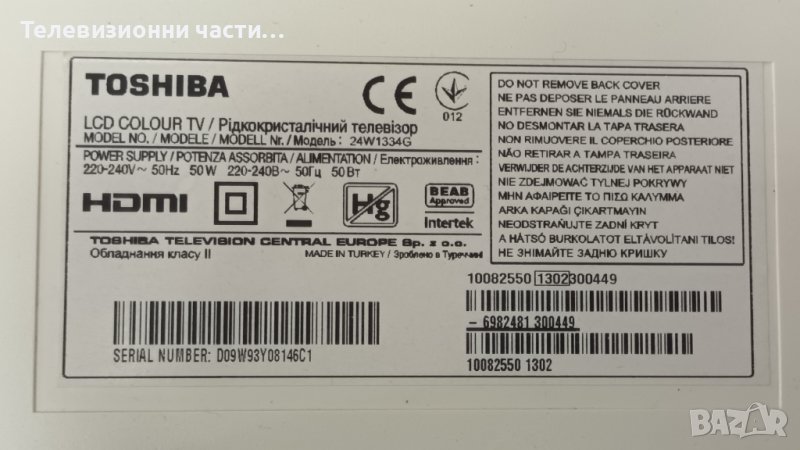 Телевизионни части...
TOSHIBA
CE
012
LCD COLOUR TV / Рідкокристалічний телевізор
MODEL NO. / MODELE / MODELL Nr. / Модель: 24W1334G
POWER SUPPLY / POTENZA ASSORBITA / ALIMENTATION / Електроживлення:
220-240V~ 50Hz 50W 220-240В~ 50Гц 50 Вт
HDMI
Hg
BEAB
Approved
Intertek
TOSHIBA TELEVISION CENTRAL EUROPE Sp. z o.o.
Обладнання класу II
MADE IN TURKEY / Зроблено в Туреччині
SERIAL NUMBER: D09W93Y08146C1
DO NOT REMOVE BACK COVER
NE PAS DEPOSER LE PANNEAU ARRIERE
ENTFERNEN SIE NIEMALS DIE RÜCKWAND
NO DESMONTAR LA TAPA TRASERA
NON RIMUOVERE IL COPERCHIO POSTERIORE
NÃO RETIRAR A TAMPA TRASEIRA
VERWIJDER DE ACHTERZIJDE VAN HET APPARAAT NIET
NIE ZDEJMOWAĆ TYLNEJ POKRYWY
ΜΗΝ ΑΦΑΙΡΕΙΤΕ ΤΟ ΠΙΣΩ ΚΑΛΥΜΜΑ
ARKA KAPAĞI ÇIKARTMAYIN
NEODSTRAŇUJTE ZADNÍ KRYT
A HÁTSÓ BURKOLATOT ELTÁVOLÍTANI TILOS!
НЕ ЗНІМАЙТЕ ЗАДНЮ КРИШКУ
10082550 1302 300449
- 6982481 300449
10082550 1302
BAZAR